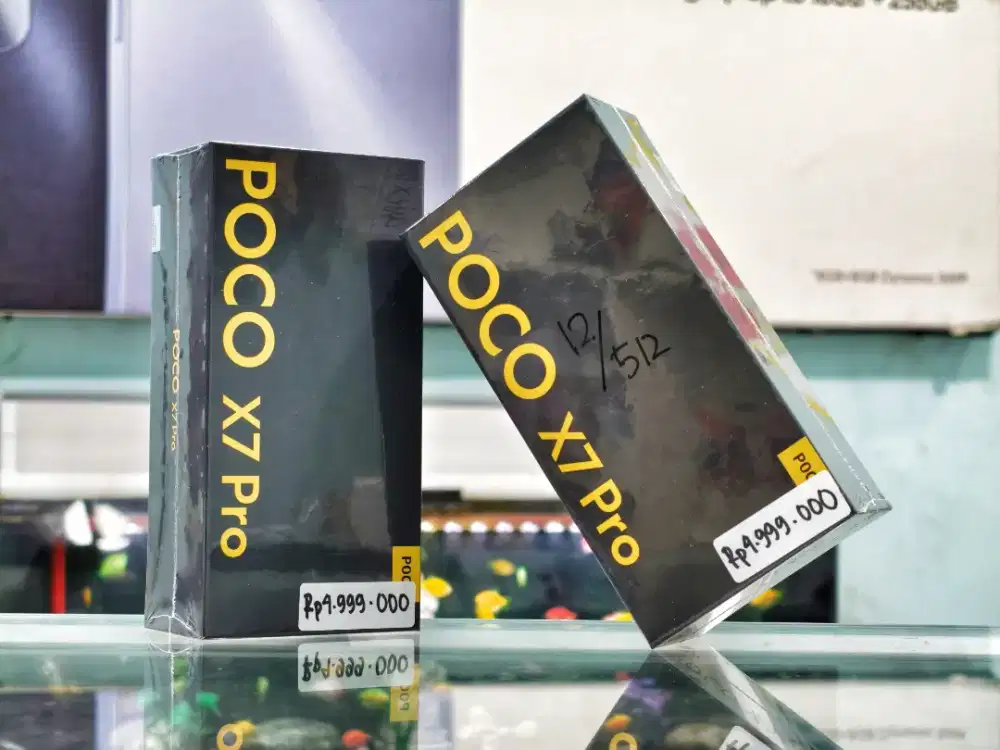 POCO X7 Pro
POCO X7 Pro
POCO
Rp4.999.000
POCO X7 Pro
12/512
POCO
Rp4.999.000